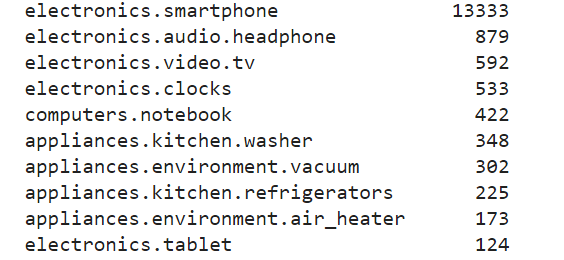 electronics.smartphone 13333
electronics.audio.headphone 879
electronics.video.tv 592
electronics.clocks 533
computers.notebook 422
appliances.kitchen.washer 348
appliances.environment.vacuum 302
appliances.kitchen.refrigerators 225
appliances.environment.air_heater 173
electronics.tablet 124